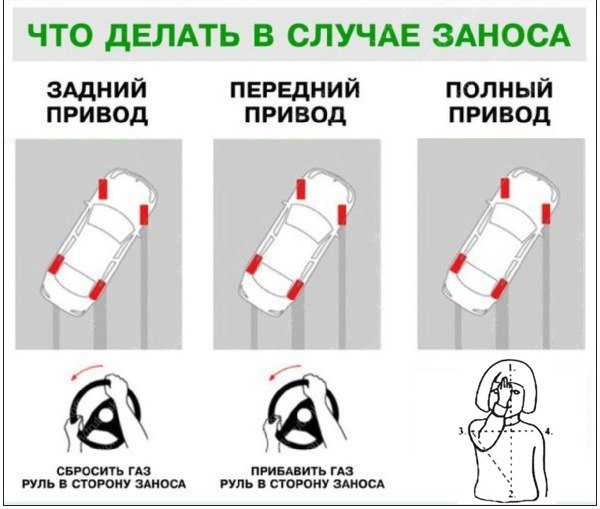 ЧТО ДЕЛАТЬ В СЛУЧАЕ ЗАНОСА
ЗАДНИЙ
ПРИВОД
ПЕРЕДНИЙ
ПРИВОД
ПОЛНЫЙ
ПРИВОД
СБРОСИТЬ ГАЗ
РУЛЬ В СТОРОНУ ЗАНОСА
ПРИБАВИТЬ ГАЗ
РУЛЬ В СТОРОНУ ЗАНОСА
1.
3.
4.
2.